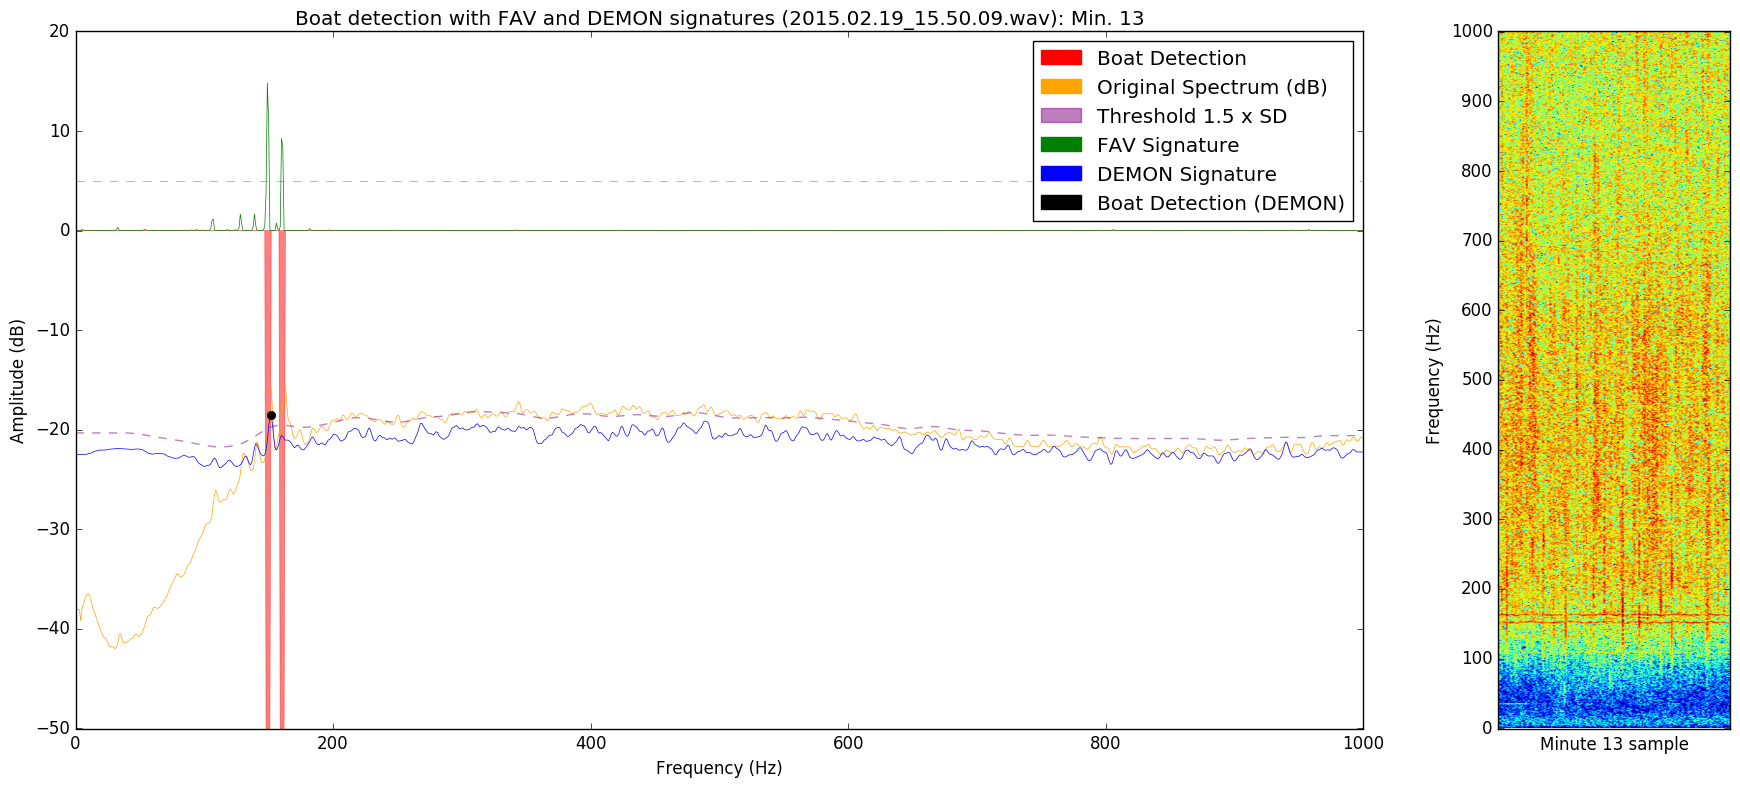 Boat detection with FAV and DEMON signatures (2015.02.19_15.50.09.wav): Min. 13
20
10
0
−10
−20
−30
−40
−50
Amplitude (dB)
0 200 400 600 800 1000
Frequency (Hz)
Boat Detection
Original Spectrum (dB)
Threshold 1.5 x SD
FAV Signature
DEMON Signature
Boat Detection (DEMON)
1000
900
800
700
600
500
400
300
200
100
0
Frequency (Hz)
Minute 13 sample